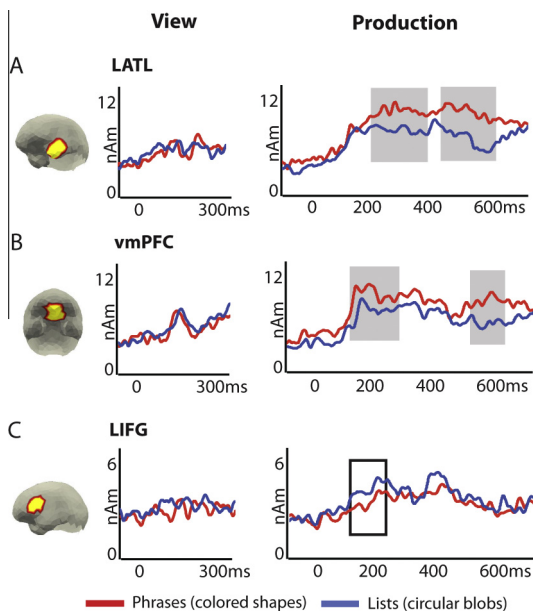 View Production
A LATL
12
nAm
0
0 300ms
12
nAm
0
0 200 400 600ms
B vmPFC
12
nAm
0
0 300ms
12
nAm
0
0 200 400 600ms
C LIFG
6
nAm
0
0 300ms
6
nAm
0
0 200 400 600ms
Phrases (colored shapes) Lists (circular blobs)